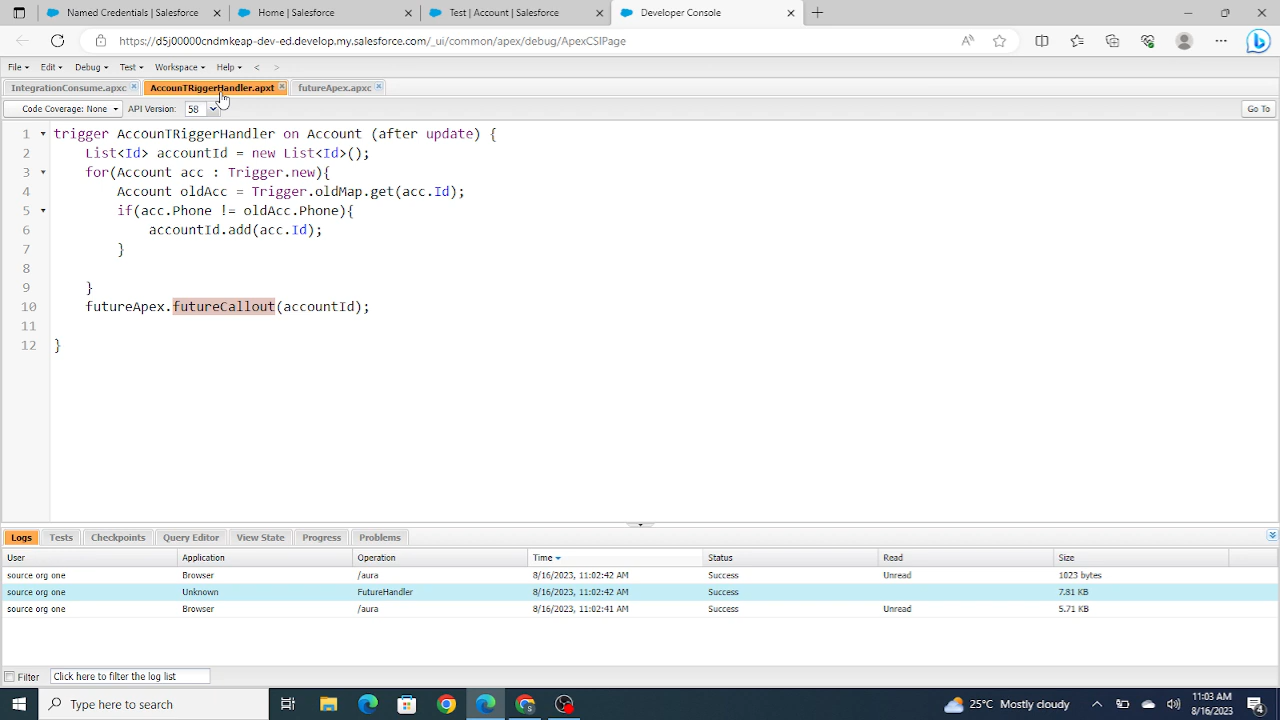 Named Credentials | Salesforce
Home | Salesforce
Test | Account | Salesforce
Developer Console
https://d5j00000cndmkeap-dev-ed.develop.my.salesforce.com/_ui/common/apex/debug/ApexCSIPage
File Edit Debug Test Workspace Help < >
IntegrationConsume.apxc AccounTRiggerHandler.apxt futureApex.apxc
Code Coverage: None API Version: 58 Go To
1 trigger AccounTRiggerHandler on Account (after update) {
2 List<Id> accountId = new List<Id>();
3 for(Account acc : Trigger.new){
4 Account oldAcc = Trigger.oldMap.get(acc.Id);
5 if(acc.Phone != oldAcc.Phone){
6 accountId.add(acc.Id);
7 }
8
9 }
10 futureApex.futureCallout(accountId);
11
12 }
Logs Tests Checkpoints Query Editor View State Progress Problems
User Application Operation Time Status Read Size
source org one Browser /aura 8/16/2023, 11:02:42 AM Success Unread 1023 bytes
source org one Unknown FutureHandler 8/16/2023, 11:02:42 AM Success 7.81 KB
source org one Browser /aura 8/16/2023, 11:02:41 AM Success Unread 5.71 KB
Filter Click here to filter the log list
Type here to search
25°C Mostly cloudy
11:03 AM
8/16/2023
4